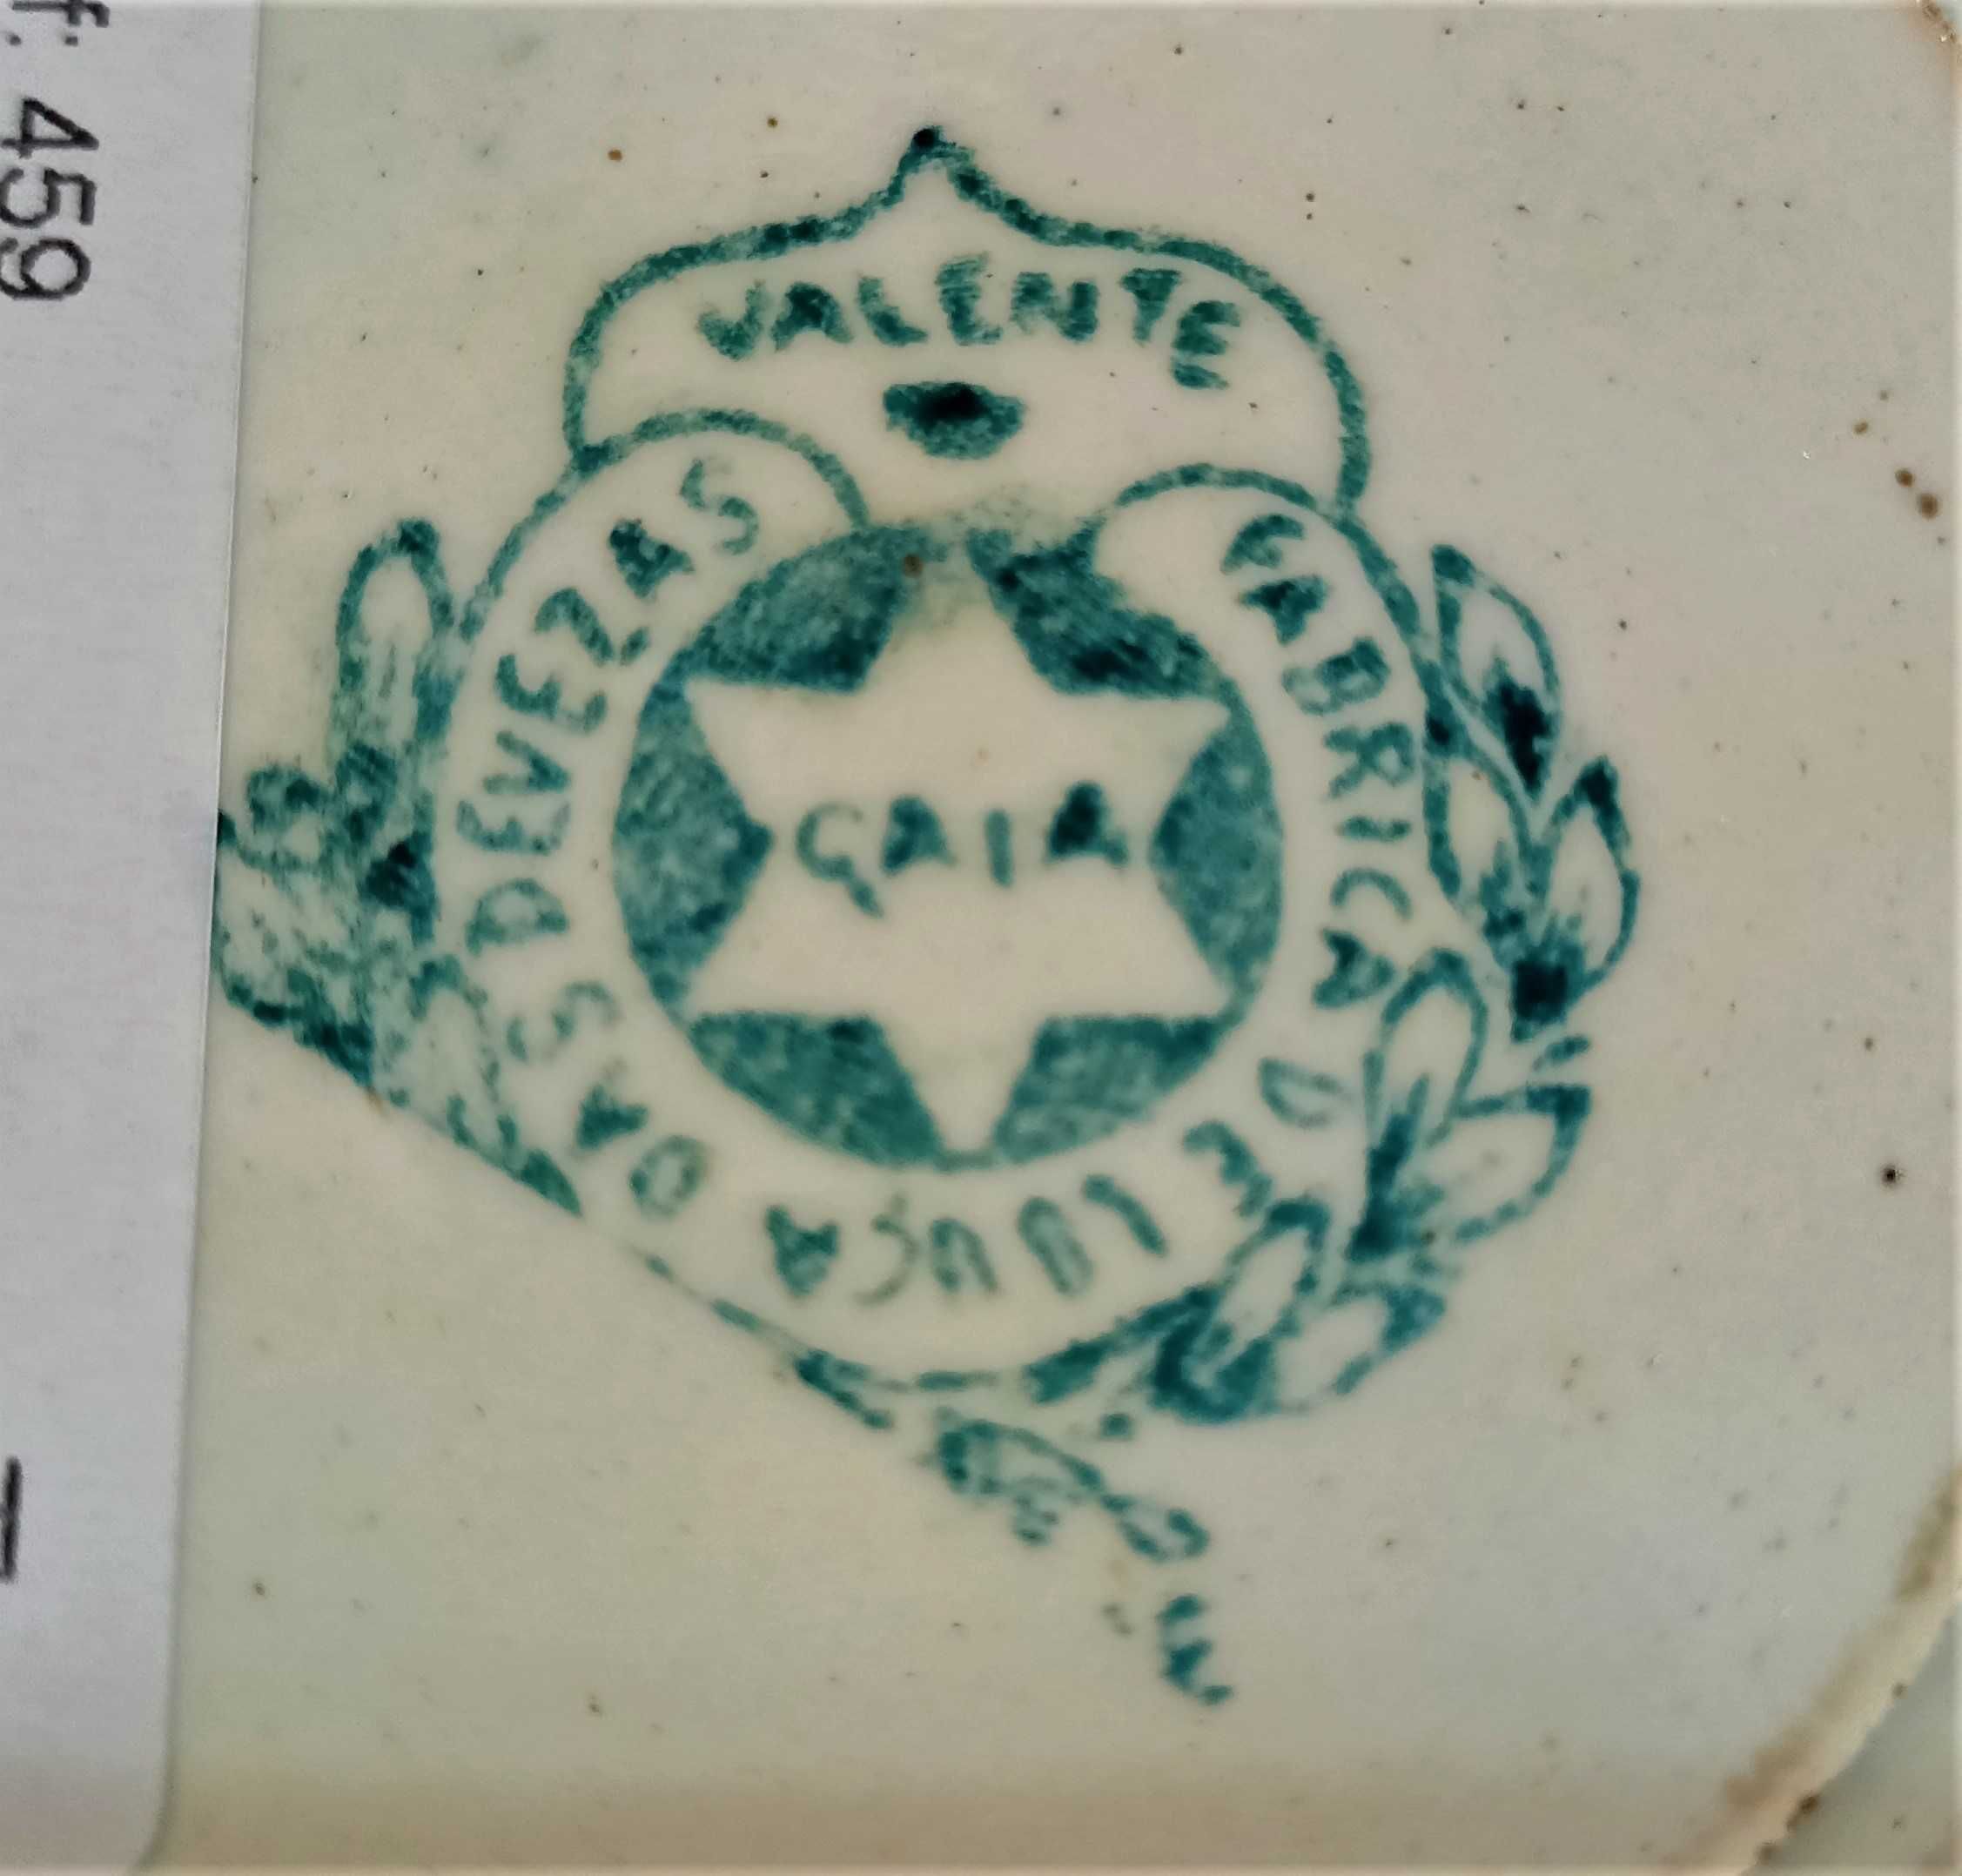 VALENTE
FABRICA DE LOUÇA DAS DEVEZAS
GAIA
f: 459